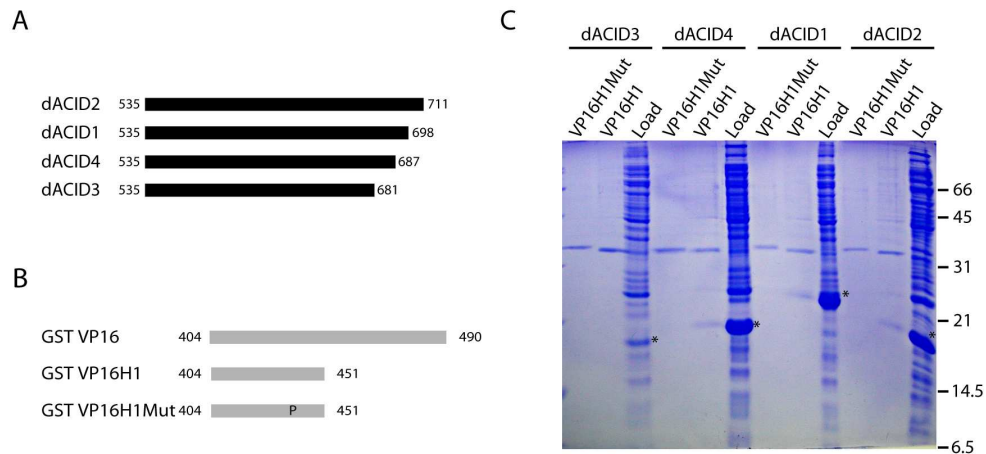 A
dACID2 535 711
dACID1 535 698
dACID4 535 687
dACID3 535 681
B
GST VP16 404 490
GST VP16H1 404 451
GST VP16H1Mut 404 P 451
C
dACID3 dACID4 dACID1 dACID2
VP16H1Mut VP16H1 Load VP16H1Mut VP16H1 Load VP16H1Mut VP16H1 Load VP16H1Mut VP16H1 Load
66
45
31
*
21
*
*
*
14.5
6.5